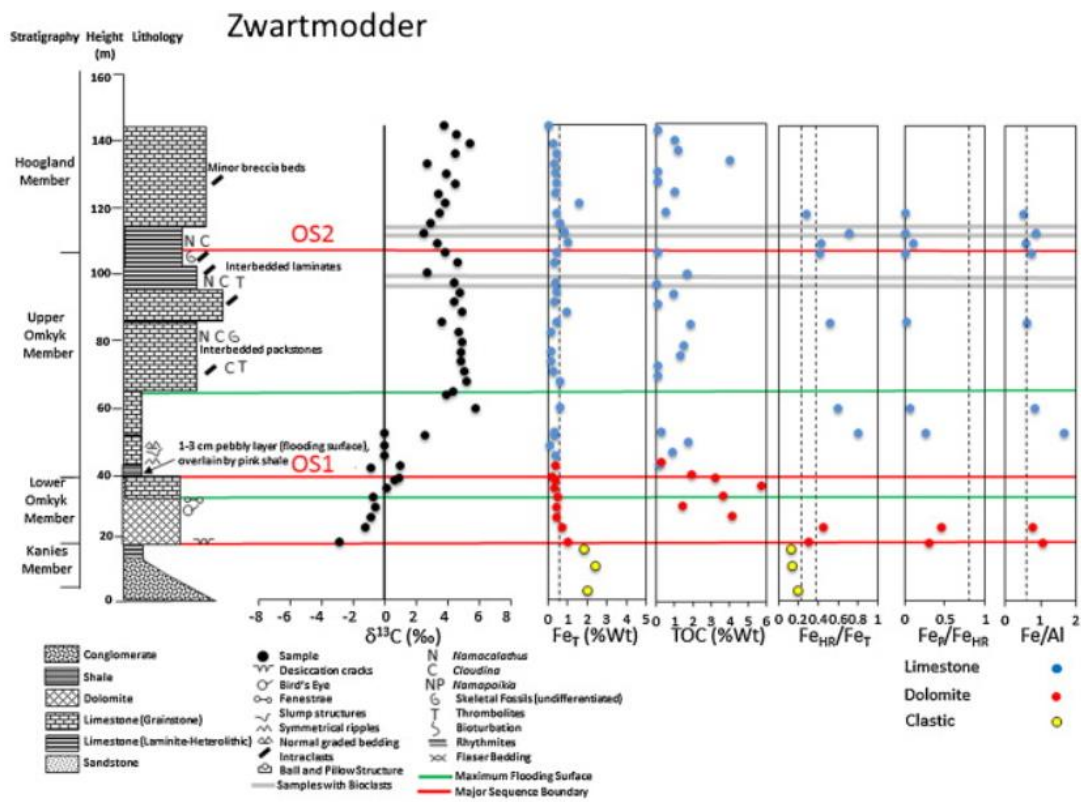 Zwartmodder
Stratigraphy Height Lithology
(m)
160
140
120
100
80
60
40
20
0
Hoogland
Member
Upper
Omkyk
Member
Lower
Omkyk
Member
Kanies
Member
Minor breccia beds
N C
Interbedded laminates
N C T
N C
Interbedded packstones
C T
1-3 cm pebbly layer (flooding surface),
overlain by pink shale
OS2
OS1
-8 -6 -4 -2 0 2 4 6 8
δ13C (‰)
0 1 2 3 4 5
FeT (%Wt)
0 1 2 3 4 5 6
TOC (%Wt)
0 0.2 0.4 0.6 0.8 1
FeHR/FeT
0 0.5 1
FeP/FeHR
0 1 2
Fe/Al
Limestone
Dolomite
Clastic
Conglomerate
Shale
Dolomite
Limestone (Grainstone)
Limestone (Laminite-Heterolithic)
Sandstone
Sample
Desiccation cracks
Bird's Eye
Fenestrae
Slump structures
Symmetrical ripples
Normal graded bedding
Intraclasts
Ball and Pillow Structure
Samples with Bioclasts
N Namacalathus
C Cloudina
NP Namapoikia
Skeletal Fossils (undifferentiated)
T Thrombolites
Bioturbation
Rhythmites
Flaser Bedding
Maximum Flooding Surface
Major Sequence Boundary